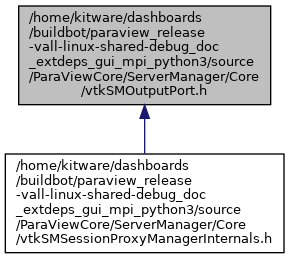 /home/kitware/dashboards
/buildbot/paraview_release
-vall-linux-shared-debug_doc
_extdeps_gui_mpi_python3/source
/ParaViewCore/ServerManager/Core
/vtkSMOutputPort.h
/home/kitware/dashboards
/buildbot/paraview_release
-vall-linux-shared-debug_doc
_extdeps_gui_mpi_python3/source
/ParaViewCore/ServerManager/Core
/vtkSMSessionProxyManagerInternals.h